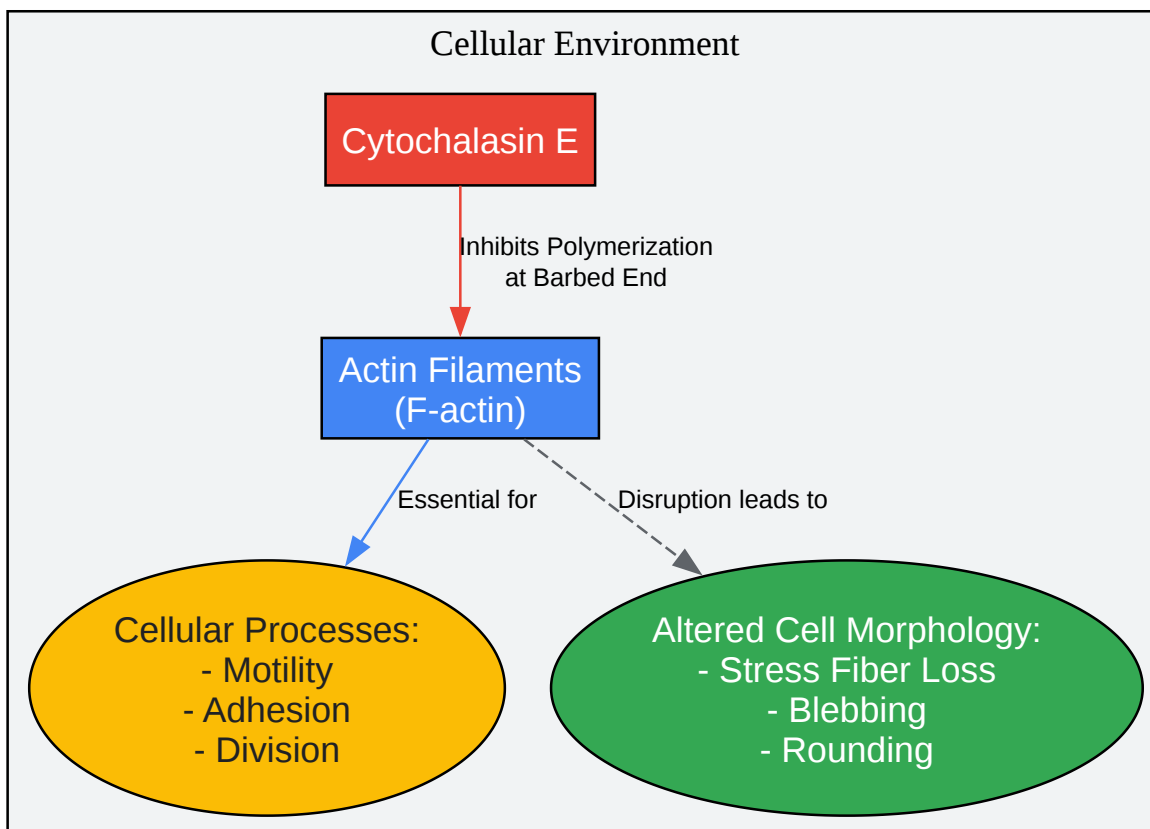 Cellular Environment
Cytochalasin E
Inhibits Polymerization
at Barbed End
Actin Filaments
(F-actin)
Essential for
Disruption leads to
Cellular Processes:
- Motility
- Adhesion
- Division
Altered Cell Morphology:
- Stress Fiber Loss
- Blebbing
- Rounding